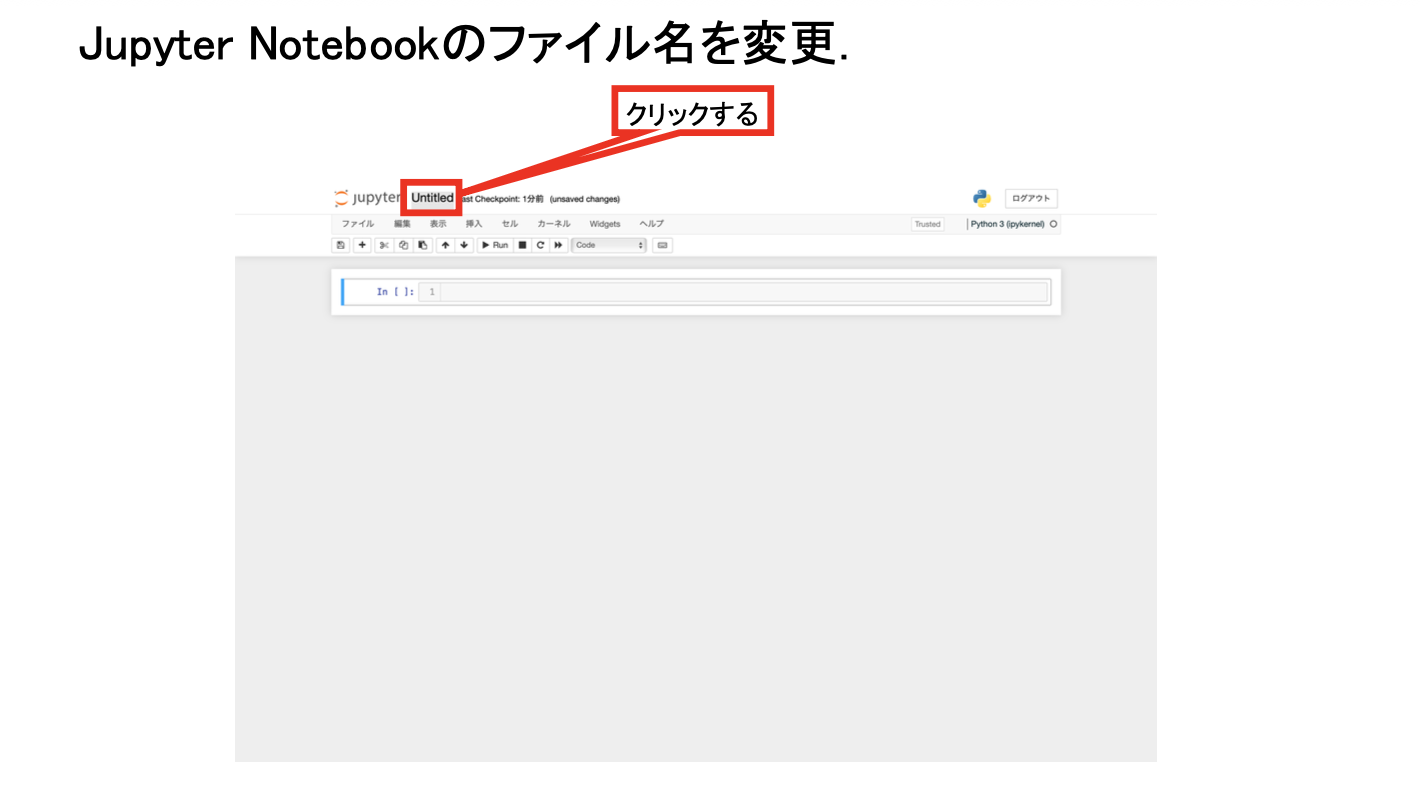 Jupyter Notebookのファイル名を変更.
クリックする
jupyter Untitled ast Checkpoint: 1分前 (unsaved changes) ログアウト
ファイル 編集 表示 挿入 セル カーネル Widgets ヘルプ Trusted Python 3 (ipykernel)
Run Code
In [ ]: 1